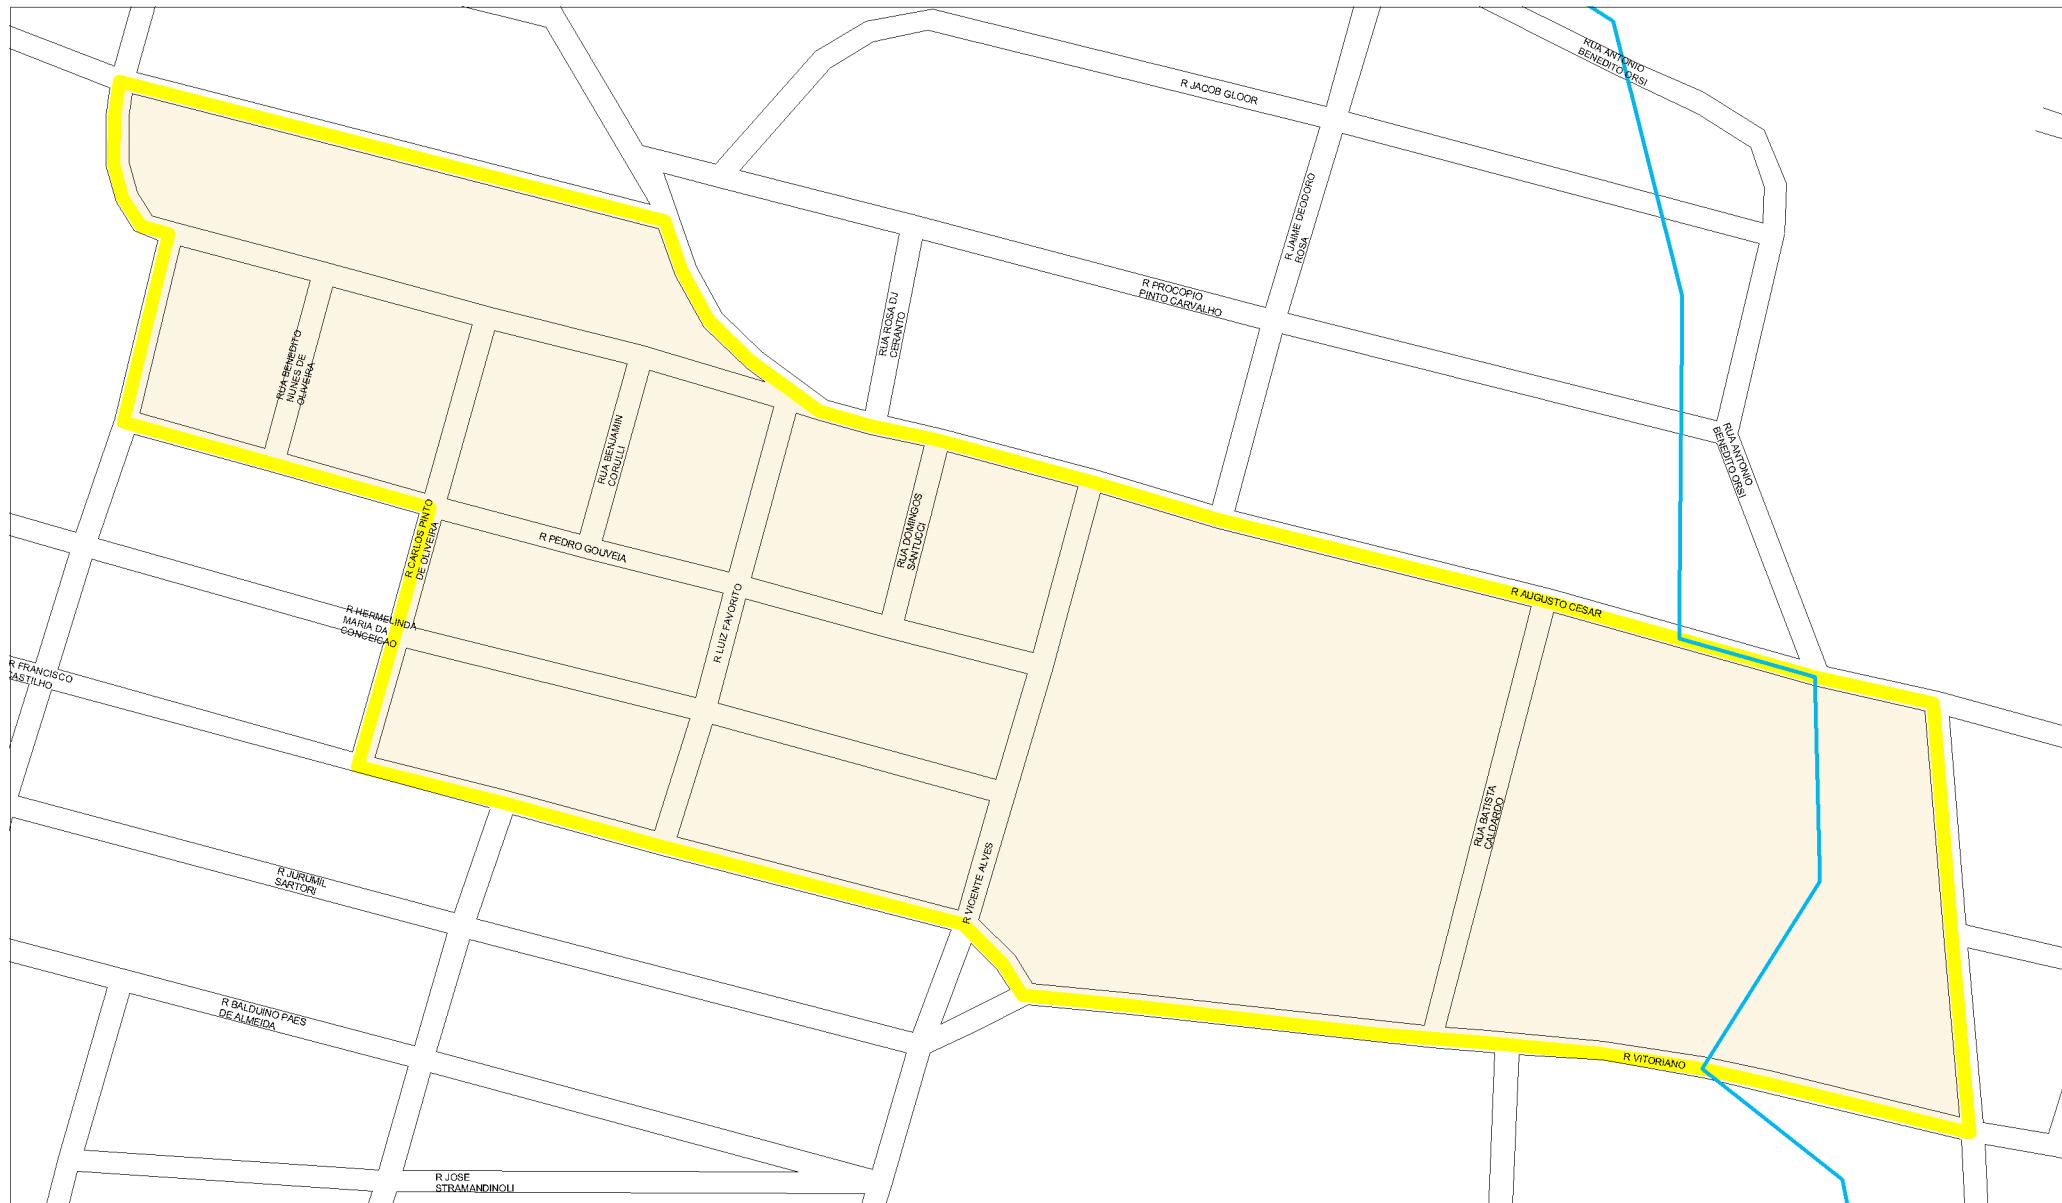 RUA ANTONIO
BENEDITO ORSI
R JACOB GLOOR
R JAIME DEODORO
ROSA
R PROCOPIO
PINTO CARVALHO
RUA ROSA DJ
CERANTO
RUA BENEDITO
NUNES DE
OLIVEIRA
RUA BENJAMIN
CORULLI
RUA ANTONIO
BENEDITO ORSI
R CARLOS PINTO
DE OLIVEIRA
R PEDRO GOUVEIA
RUA DOMINGOS
SANTUCCI
R LUIZ FAVORITO
R AUGUSTO CESAR
R HERMELINDA
MARIA DA
CONCEICAO
R FRANCISCO
CASTILHO
RUA BATISTA
CALDARDO
R VICENTE ALVES
R JURUMIL
SARTORI
R BALDUINO PAES
DE ALMEIDA
R VITORIANO
R JOSE
STRAMANDINOLI